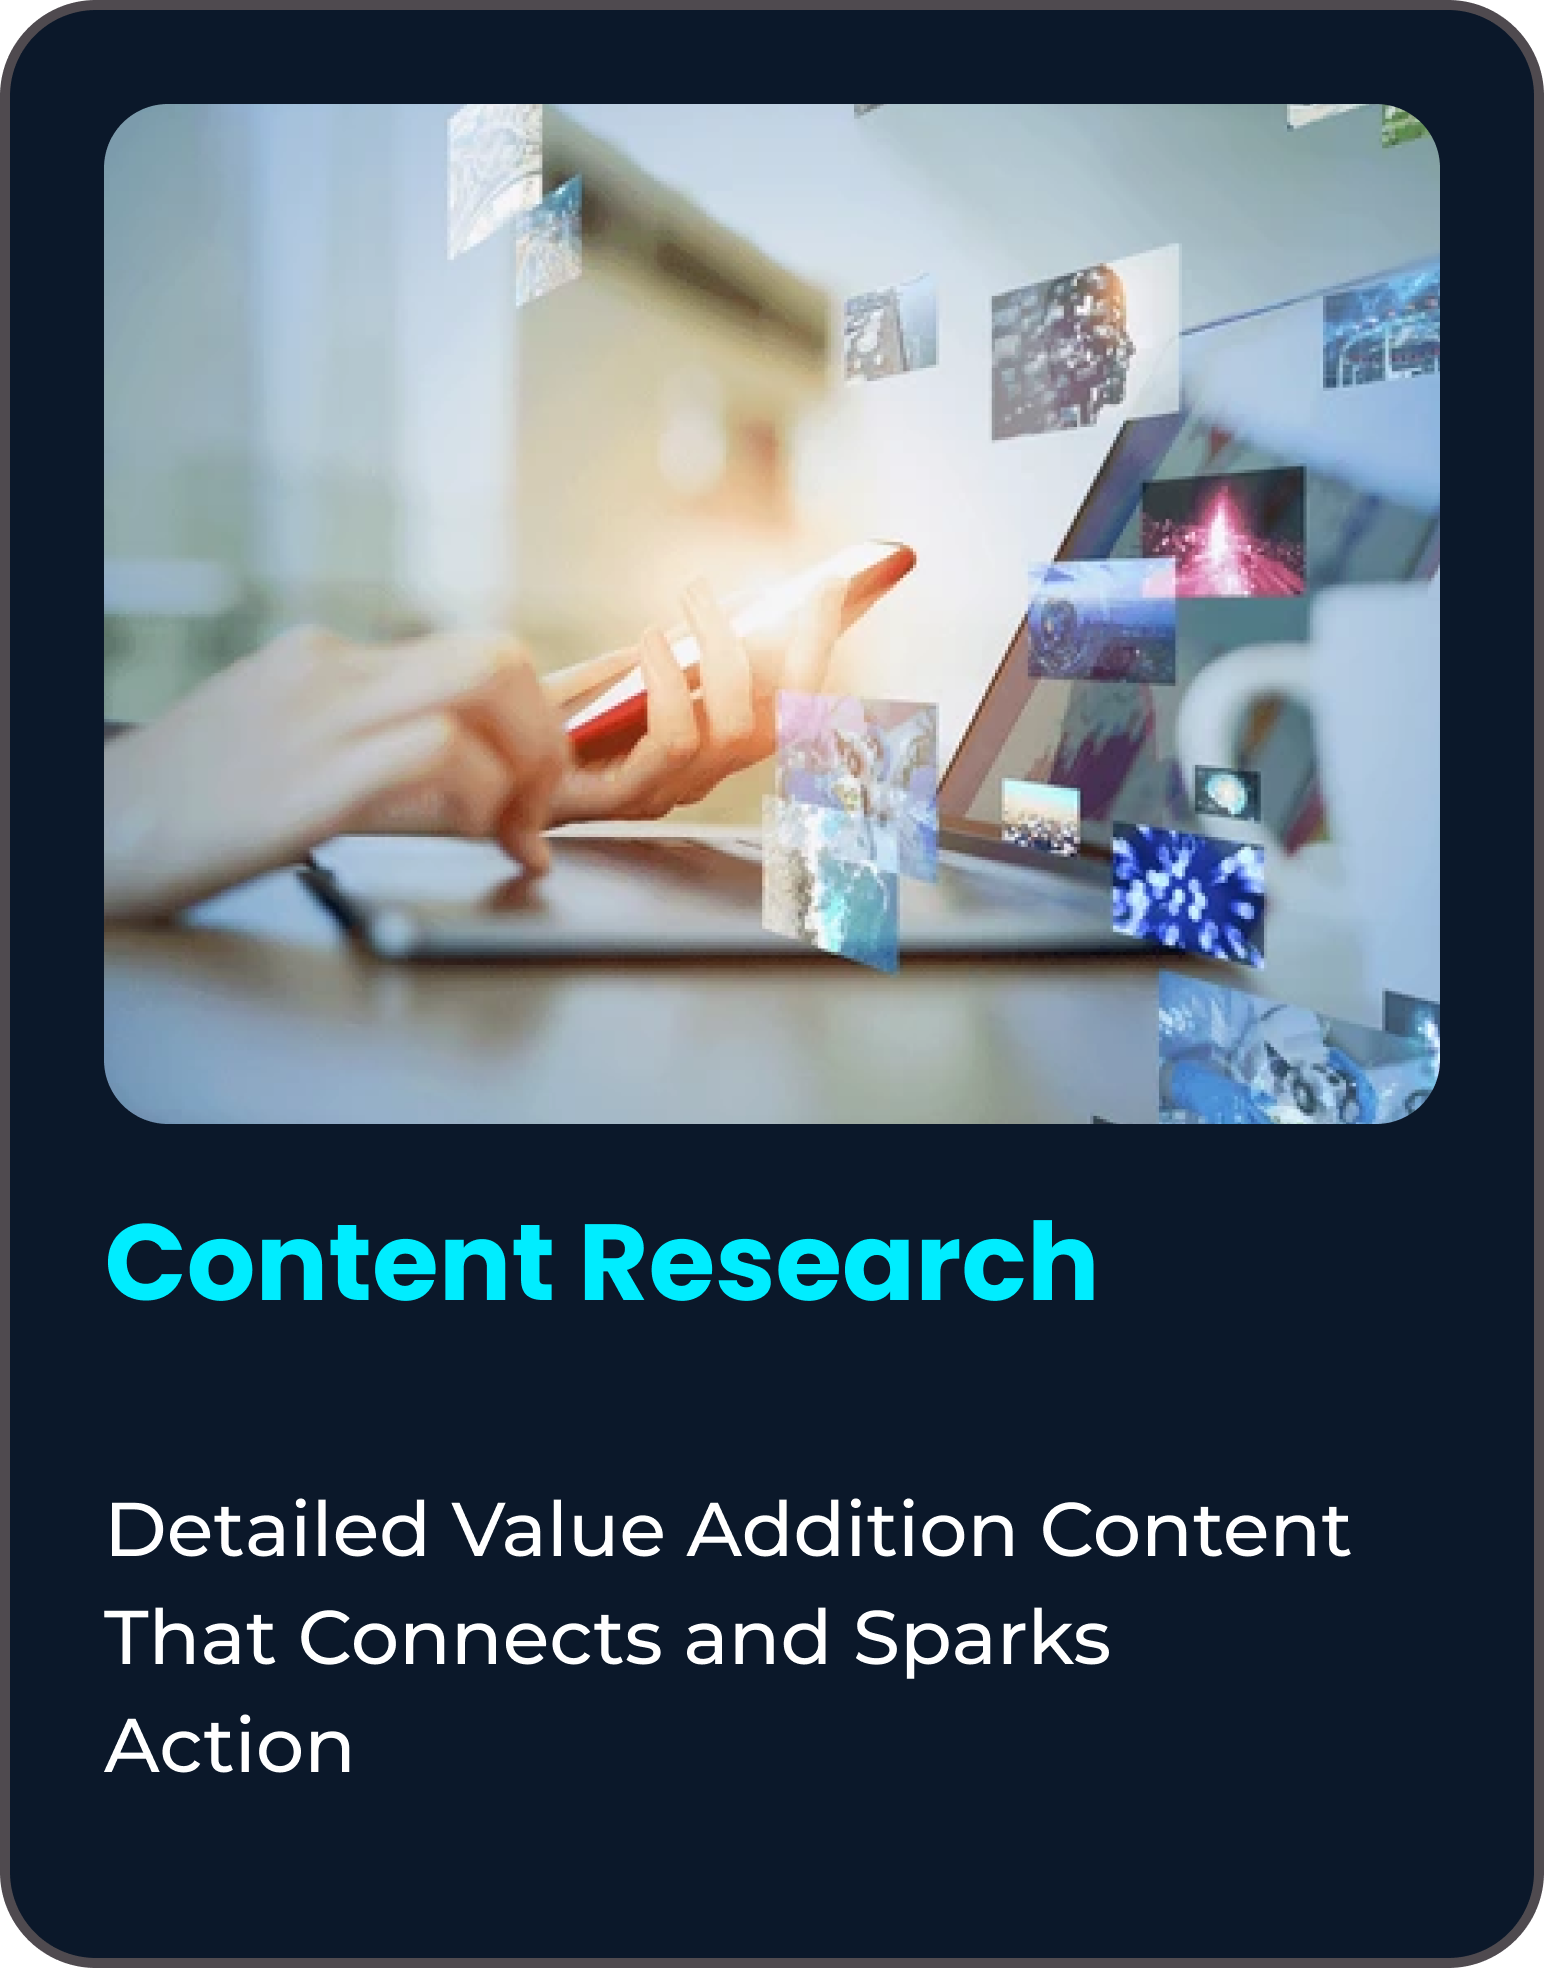 Content Research
Detailed Value Addition Content
That Connects and Sparks
Action